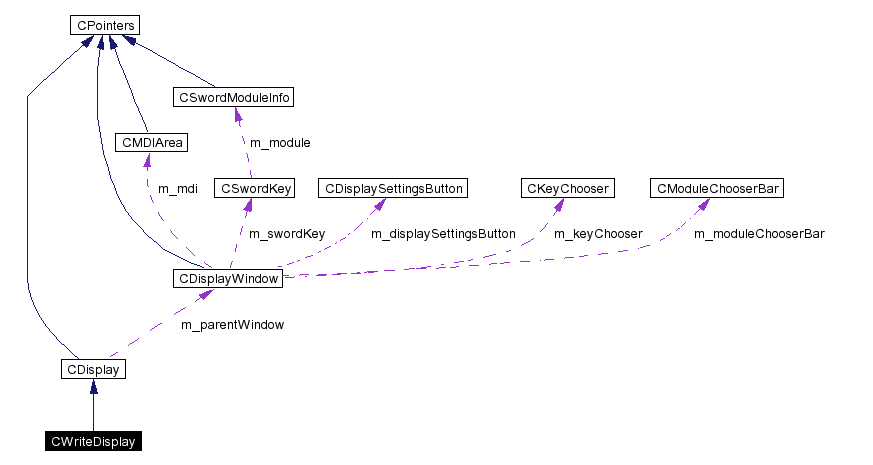 CPointers
CSwordModuleInfo
CMDIArea
m_module
m_mdi
CSwordKey
CDisplaySettingsButton
CKeyChooser
CModuleChooserBar
m_swordKey
m_displaySettingsButton
m_keyChooser
m_moduleChooserBar
CDisplayWindow
m_parentWindow
CDisplay
CWriteDisplay